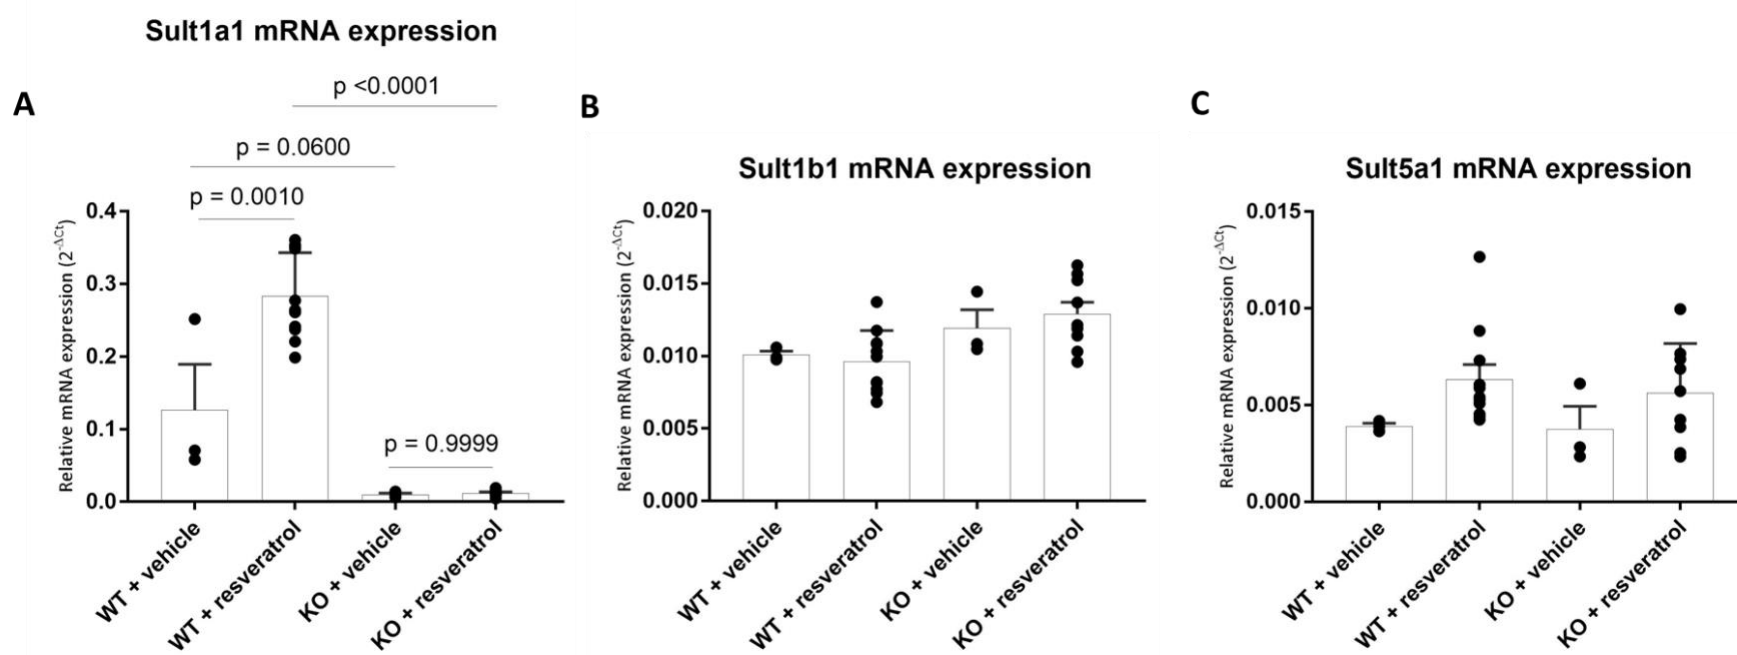 Sult1a1 mRNA expression
A
p <0.0001
p = 0.0600
p = 0.0010
p = 0.9999
Relative mRNA expression (2^-ΔCt)
0.4
0.3
0.2
0.1
0.0
WT + vehicle
WT + resveratrol
KO + vehicle
KO + resveratrol
B
Sult1b1 mRNA expression
Relative mRNA expression (2^-ΔCt)
0.020
0.015
0.010
0.005
0.000
WT + vehicle
WT + resveratrol
KO + vehicle
KO + resveratrol
C
Sult5a1 mRNA expression
Relative mRNA expression (2^-ΔCt)
0.015
0.010
0.005
0.000
WT + vehicle
WT + resveratrol
KO + vehicle
KO + resveratrol